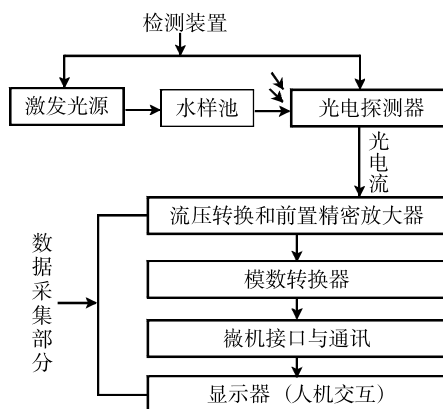 检测装置
激发光源
水样池
光电探测器
光电流
流压转换和前置精密放大器
数据采集部分
模数转换器
微机接口与通讯
显示器（人机交互）